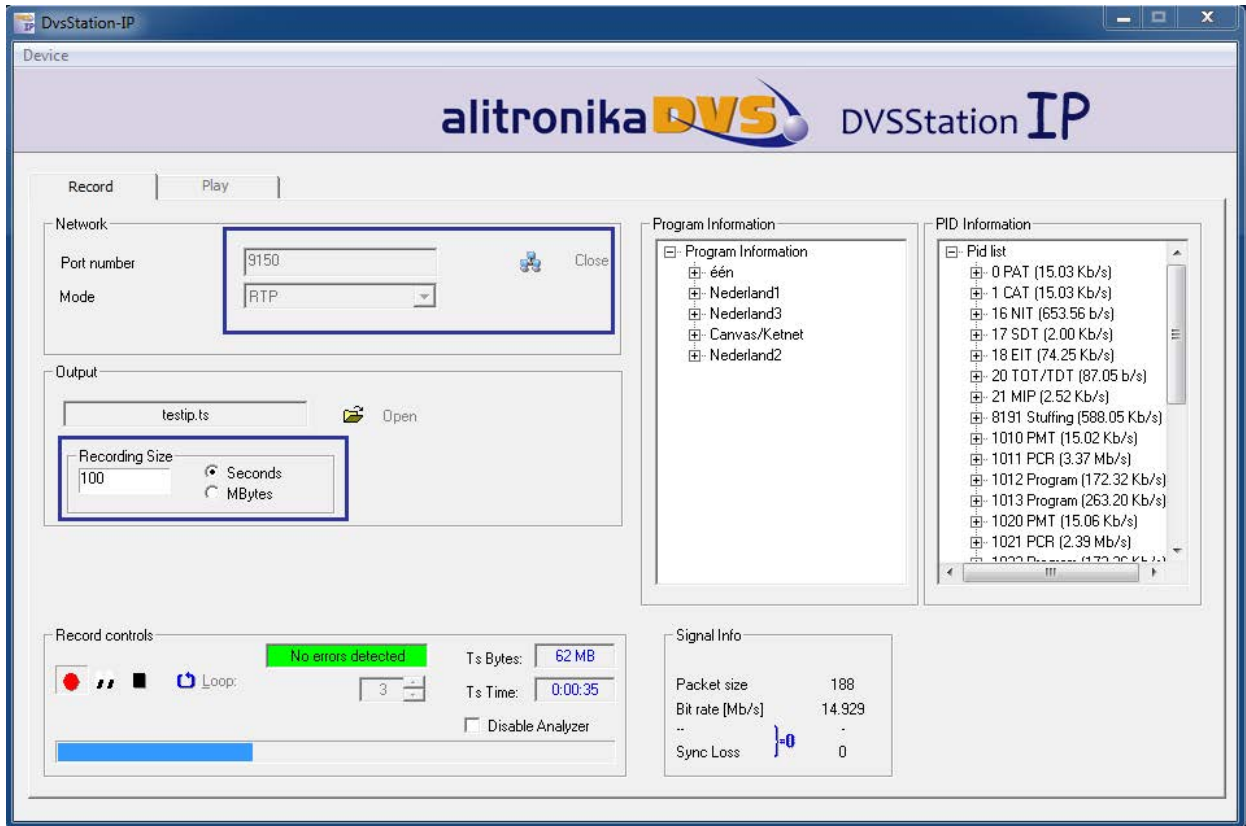 DvsStation-IP
Device
alitronika DVS DVSStation IP
Record Play
Network
Port number 9150 Close
Mode RTP
Output
testip.ts Open
Recording Size
100 Seconds
MBytes
Program Information
Program Information
één
Nederland1
Nederland3
Canvas/Ketnet
Nederland2
PID Information
Pid list
0 PAT (15.03 Kb/s)
1 CAT (15.03 Kb/s)
16 NIT (653.56 b/s)
17 SDT (2.00 Kb/s)
18 EIT (74.25 Kb/s)
20 TOT/TDT (87.05 b/s)
21 MIP (2.52 Kb/s)
8191 Stuffing (588.05 Kb/s)
1010 PMT (15.02 Kb/s)
1011 PCR (3.37 Mb/s)
1012 Program (172.32 Kb/s)
1013 Program (263.20 Kb/s)
1020 PMT (15.06 Kb/s)
1021 PCR (2.39 Mb/s)
Record controls
No errors detected
Loop:
3
Ts Bytes: 62 MB
Ts Time: 0:00:35
Disable Analyzer
Signal Info
Packet size 188
Bit rate [Mb/s] 14.929
-- -
}=0
Sync Loss 0